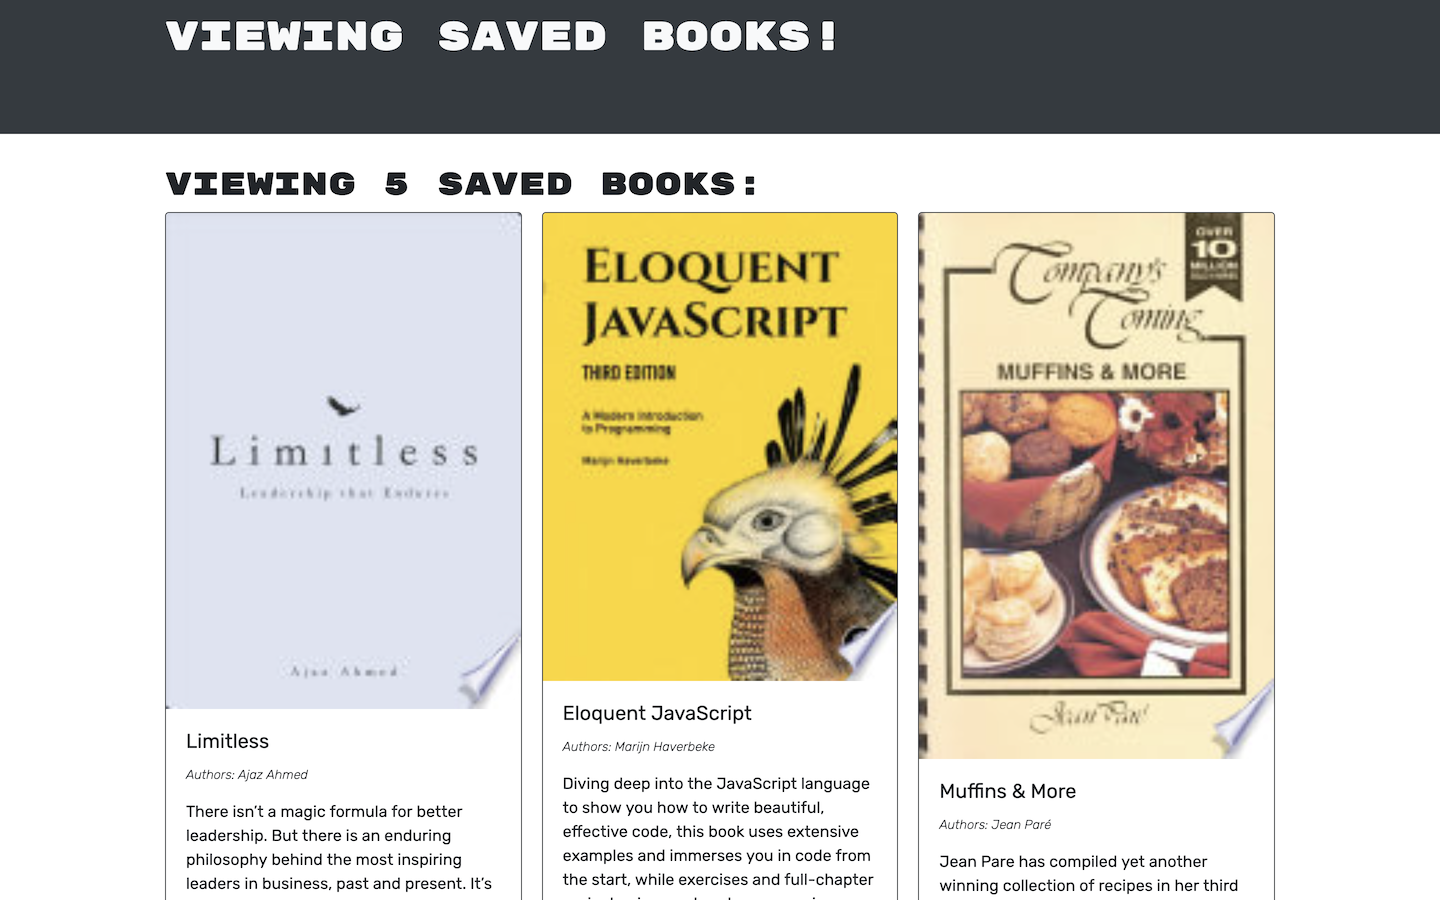 VIEWING SAVED BOOKS!
VIEWING 5 SAVED BOOKS:
Limitless
Leadership that Endures
Ajaz Ahmed
Limitless
Authors: Ajaz Ahmed
There isn’t a magic formula for better
leadership. But there is an enduring
philosophy behind the most inspiring
leaders in business, past and present. It’s
ELOQUENT
JAVASCRIPT
THIRD EDITION
A Modern Introduction
to Programming
Marijn Haverbeke
Eloquent JavaScript
Authors: Marijn Haverbeke
Diving deep into the JavaScript language
to show you how to write beautiful,
effective code, this book uses extensive
examples and immerses you in code from
the start, while exercises and full-chapter
OVER
10
MILLION
Company's
Coming
MUFFINS & MORE
Jean Paré
Muffins & More
Authors: Jean Paré
Jean Pare has compiled yet another
winning collection of recipes in her third